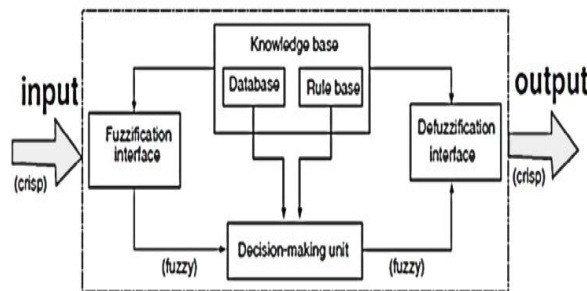 Knowledge base
Database
Rule base
input
output
Fuzzification
interface
Defuzzification
interface
(crisp)
(crisp)
(fuzzy)
Decision-making unit
(fuzzy)